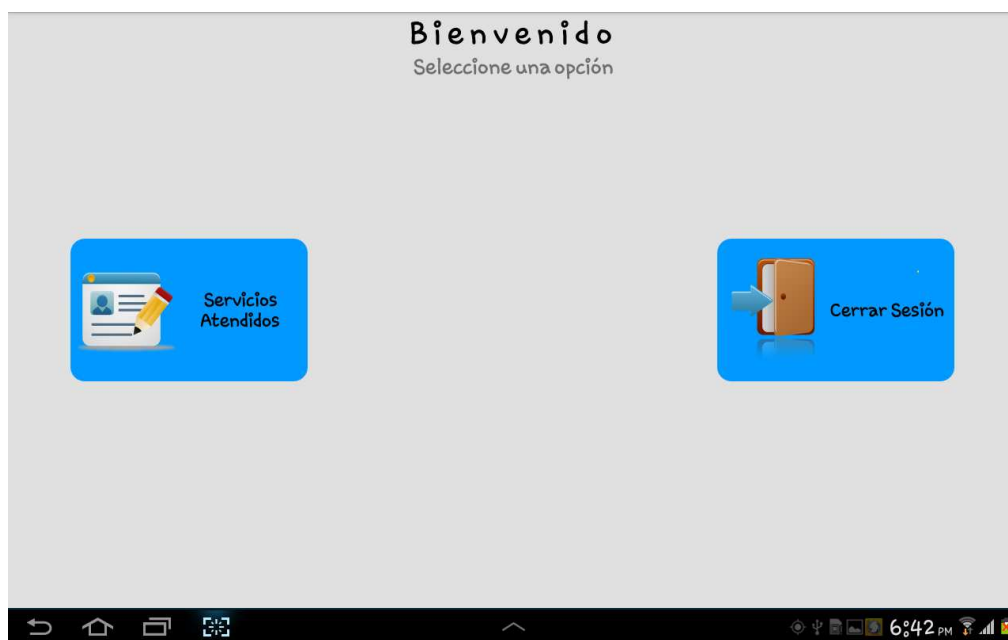 Bienvenido
Seleccione una opción
Servicios
Atendidos
Cerrar Sesión
6:42 PM